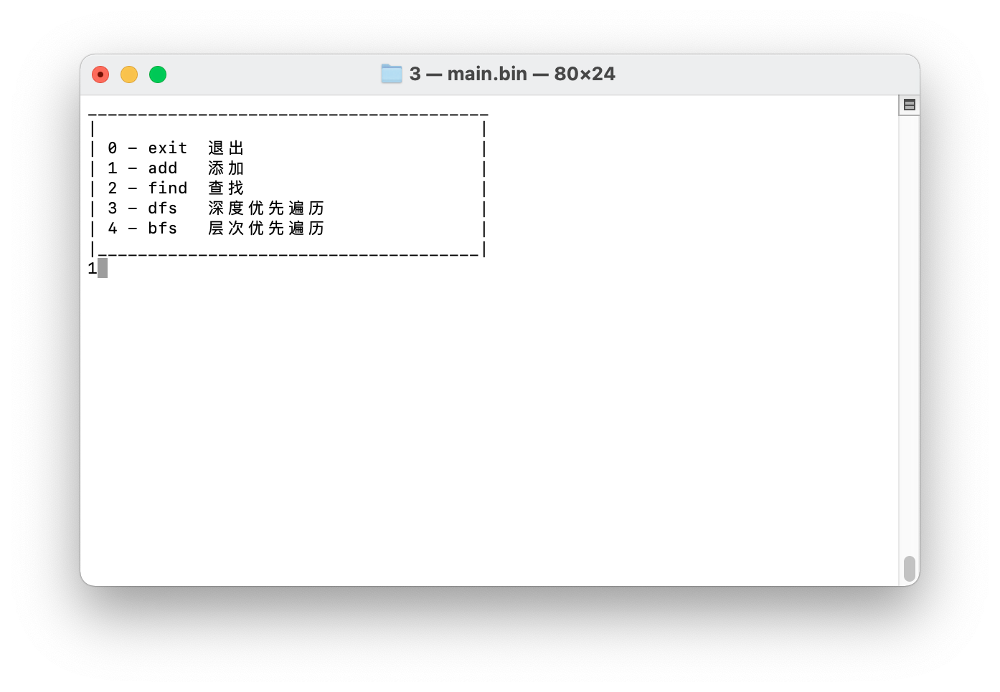 3 — main.bin — 80×24
________________________________________
|                                      |
| 0 - exit  退出                       |
| 1 - add   添加                       |
| 2 - find  查找                       |
| 3 - dfs   深度优先遍历               |
| 4 - bfs   层次优先遍历               |
|______________________________________|
1